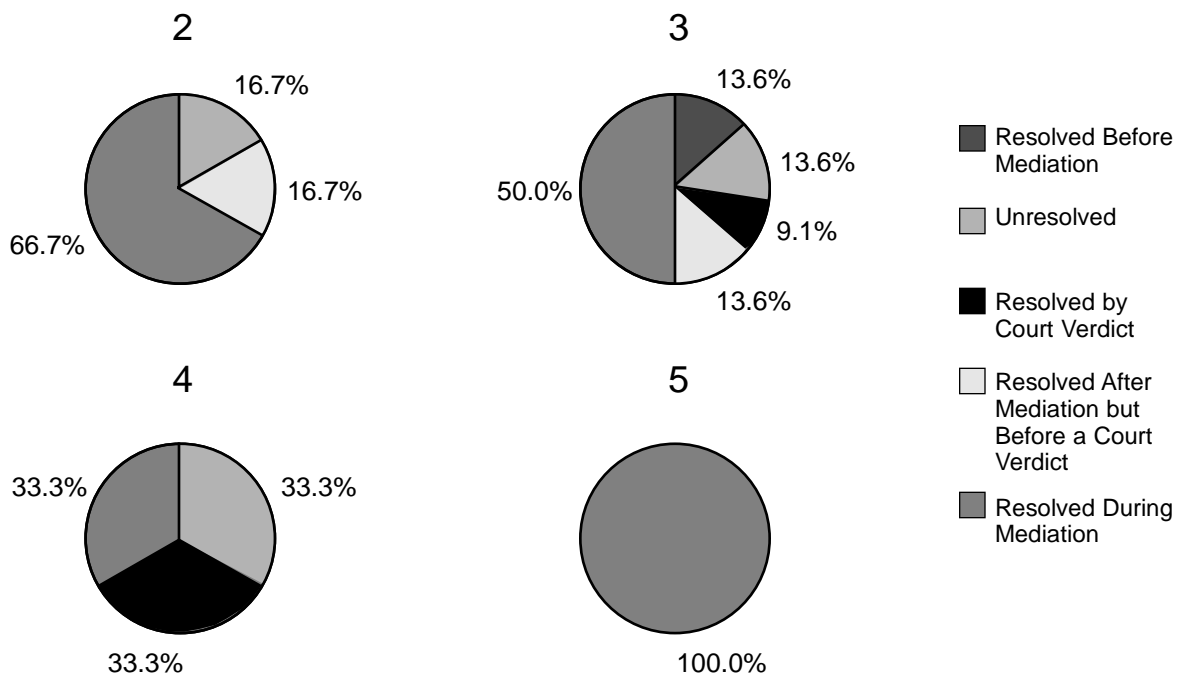 2
16.7%
16.7%
66.7%
3
13.6%
13.6%
9.1%
13.6%
50.0%
4
33.3%
33.3%
33.3%
5
100.0%
Resolved Before
Mediation
Unresolved
Resolved by
Court Verdict
Resolved After
Mediation but
Before a Court
Verdict
Resolved During
Mediation